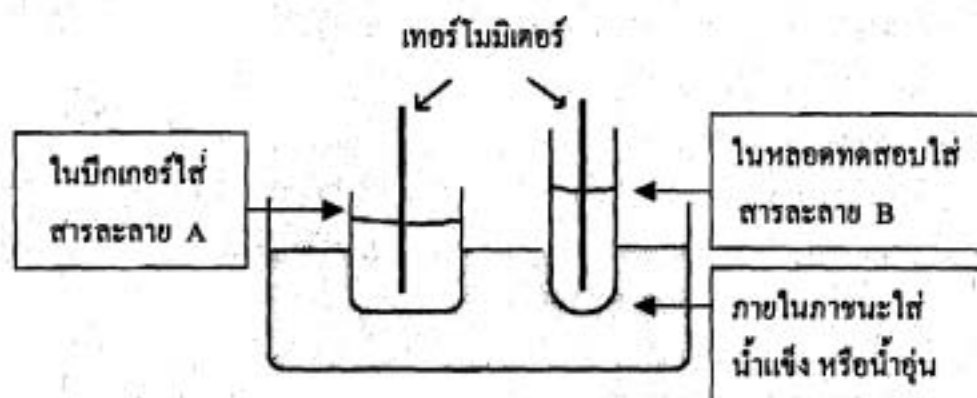 เทอร์โมมิเตอร์
ในบีกเกอร์ใส่
สารละลาย A
ในหลอดทดสอบใส่
สารละลาย B
ภายในภาชนะใส่
น้ำแข็ง หรือน้ำอุ่น